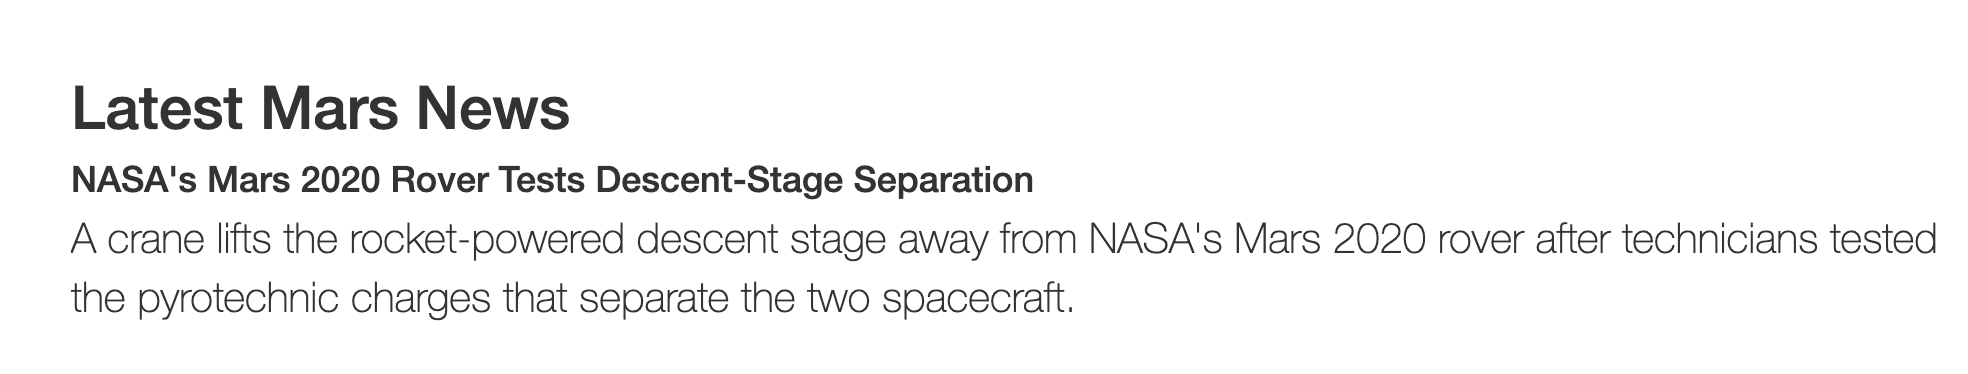 Latest Mars News
NASA's Mars 2020 Rover Tests Descent-Stage Separation
A crane lifts the rocket-powered descent stage away from NASA's Mars 2020 rover after technicians tested
the pyrotechnic charges that separate the two spacecraft.